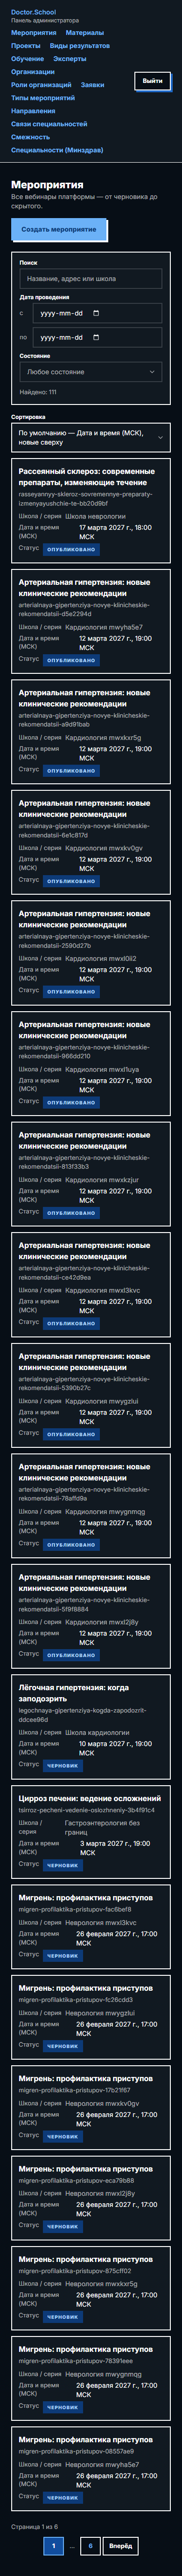 Doctor.School
Панель администратора
Мероприятия Материалы
Проекты Виды результатов
Обучение Эксперты
Организации
Роли организаций Заявки
Типы мероприятий
Направления
Связи специальностей
Смежность
Специальности (Минздрав)
Выйти
Мероприятия
Все вебинары платформы — от черновика до
скрытого.
Создать мероприятие
Поиск
Название, адрес или школа
Дата проведения
с yyyy-mm-dd
по yyyy-mm-dd
Состояние
Любое состояние
Найдено: 111
Сортировка
По умолчанию — Дата и время (МСК),
новые сверху
Рассеянный склероз: современные
препараты, изменяющие течение
rasseyannyy-skleroz-sovremennye-preparaty-
izmenyayushchie-te-bb20d9bf
Школа / серия Школа неврологии
Дата и время 17 марта 2027 г., 18:00
(МСК) МСК
Статус ОПУБЛИКОВАНО
Артериальная гипертензия: новые
клинические рекомендации
arterialnaya-gipertenziya-novye-klinicheskie-
rekomendatsii-d5e2294d
Школа / серия Кардиология mwyha5e7
Дата и время 12 марта 2027 г., 19:00
(МСК) МСК
Статус ОПУБЛИКОВАНО
Артериальная гипертензия: новые
клинические рекомендации
arterialnaya-gipertenziya-novye-klinicheskie-
rekomendatsii-a9d91bab
Школа / серия Кардиология mwxkxr5g
Дата и время 12 марта 2027 г., 19:00
(МСК) МСК
Статус ОПУБЛИКОВАНО
Артериальная гипертензия: новые
клинические рекомендации
arterialnaya-gipertenziya-novye-klinicheskie-
rekomendatsii-6e1c817d
Школа / серия Кардиология mwxkv0gv
Дата и время 12 марта 2027 г., 19:00
(МСК) МСК
Статус ОПУБЛИКОВАНО
Артериальная гипертензия: новые
клинические рекомендации
arterialnaya-gipertenziya-novye-klinicheskie-
rekomendatsii-2590d27b
Школа / серия Кардиология
Дата и время 12 марта 2027 г., 19:00
(МСК) МСК
Статус ОПУБЛИКОВАНО
Артериальная гипертензия: новые
клинические рекомендации
arterialnaya-gipertenziya-novye-klinicheskie-
rekomendatsii-966dd210
Школа / серия Кардиология mwxl1uya
Дата и время 12 марта 2027 г., 19:00
(МСК) МСК
Статус ОПУБЛИКОВАНО
Артериальная гипертензия: новые
клинические рекомендации
arterialnaya-gipertenziya-novye-klinicheskie-
rekomendatsii-813f33b3
Школа / серия Кардиология mwxkzjur
Дата и время 12 марта 2027 г., 19:00
(МСК) МСК
Статус ОПУБЛИКОВАНО
Артериальная гипертензия: новые
клинические рекомендации
arterialnaya-gipertenziya-novye-klinicheskie-
rekomendatsii-ce42d9ea
Школа / серия Кардиология mwxl3kvc
Дата и время 12 марта 2027 г., 19:00
(МСК) МСК
Статус ОПУБЛИКОВАНО
Артериальная гипертензия: новые
клинические рекомендации
arterialnaya-gipertenziya-novye-klinicheskie-
rekomendatsii-5390b27c
Школа / серия Кардиология mwygzlui
Дата и время 12 марта 2027 г., 19:00
(МСК) МСК
Статус ОПУБЛИКОВАНО
Артериальная гипертензия: новые
клинические рекомендации
arterialnaya-gipertenziya-novye-klinicheskie-
rekomendatsii-78affd9a
Школа / серия Кардиология mwygnmqg
Дата и время 12 марта 2027 г., 19:00
(МСК) МСК
Статус ОПУБЛИКОВАНО
Артериальная гипертензия: новые
клинические рекомендации
arterialnaya-gipertenziya-novye-klinicheskie-
rekomendatsii-5f9f8884
Школа / серия Кардиология mwxl2j8y
Дата и время 12 марта 2027 г., 19:00
(МСК) МСК
Статус ОПУБЛИКОВАНО
Лёгочная гипертензия: когда
заподозрить
legochnaya-gipertenziya-kogda-zapodozrit-
ddcee96d
Школа / серия Школа кардиологии
Дата и время 10 марта 2027 г., 19:00
(МСК) МСК
Статус ЧЕРНОВИК
Цирроз печени: ведение осложнений
tsirroz-pecheni-vedenie-oslozhneniy-3b4f91c4
Школа / Гастроэнтерология без
серия границ
Дата и время 3 марта 2027 г., 19:00
(МСК) МСК
Статус ЧЕРНОВИК
Мигрень: профилактика приступов
migren-profilaktika-pristupov-fac6bef8
Школа / серия Неврология mwxl3kvc
Дата и время 26 февраля 2027 г., 17:00
(МСК) МСК
Статус ЧЕРНОВИК
Мигрень: профилактика приступов
migren-profilaktika-pristupov-fc26cdd3
Школа / серия Неврология mwygzlui
Дата и время 26 февраля 2027 г., 17:00
(МСК) МСК
Статус ЧЕРНОВИК
Мигрень: профилактика приступов
migren-profilaktika-pristupov-17b21f67
Школа / серия Неврология mwxkv0gv
Дата и время 26 февраля 2027 г., 17:00
(МСК) МСК
Статус ЧЕРНОВИК
Мигрень: профилактика приступов
migren-profilaktika-pristupov-eca79b88
Школа / серия Неврология mwxl2j8y
Дата и время 26 февраля 2027 г., 17:00
(МСК) МСК
Статус ЧЕРНОВИК
Мигрень: профилактика приступов
migren-profilaktika-pristupov-875cff02
Школа / серия Неврология mwxkxr5g
Дата и время 26 февраля 2027 г., 17:00
(МСК) МСК
Статус ЧЕРНОВИК
Мигрень: профилактика приступов
migren-profilaktika-pristupov-78391eee
Школа / серия Неврология mwygnmqg
Дата и время 26 февраля 2027 г., 17:00
(МСК) МСК
Статус ЧЕРНОВИК
Мигрень: профилактика приступов
migren-profilaktika-pristupov-08557ae9
Школа / серия Неврология mwyha5e7
Дата и время 26 февраля 2027 г., 17:00
(МСК) МСК
Статус ЧЕРНОВИК
Страница 1 из 6
1 … 6 Вперёд